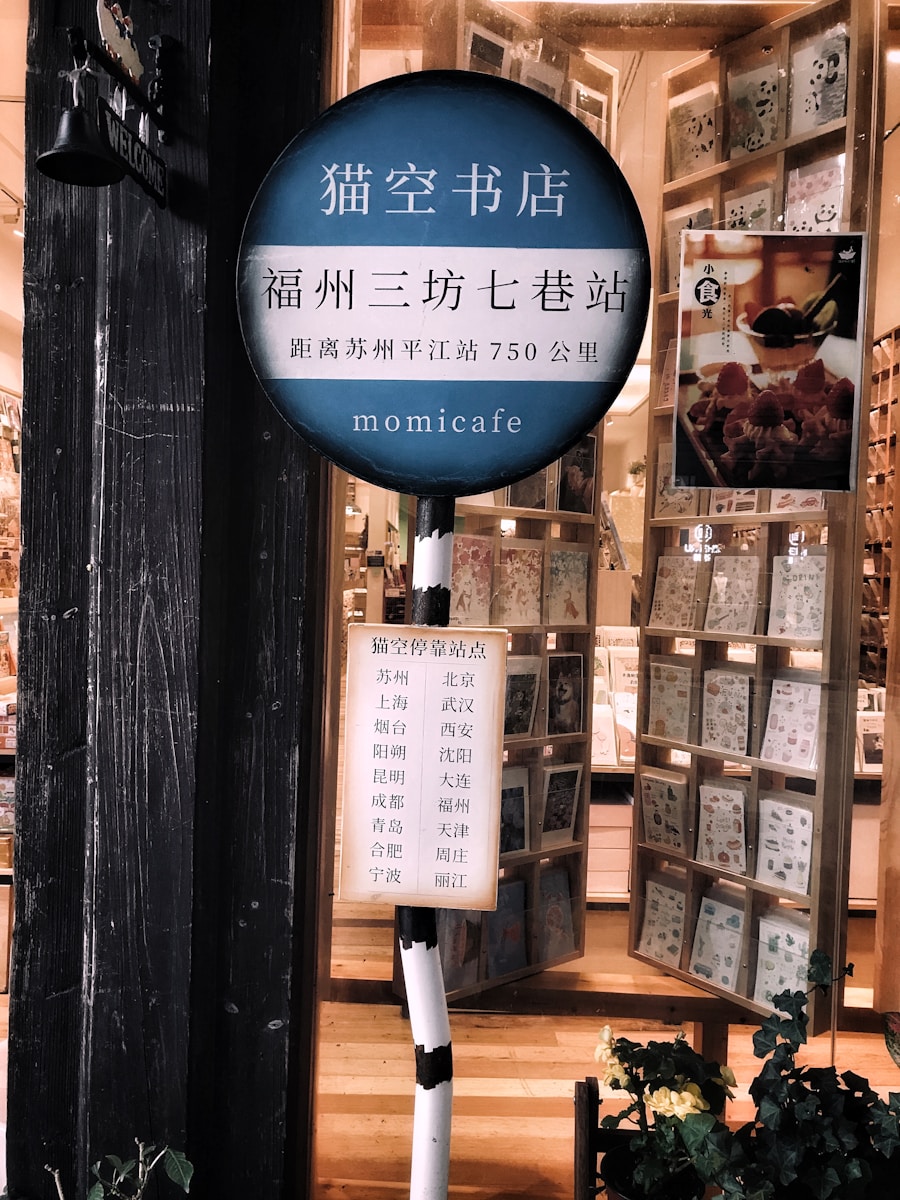 WELCOME
猫空书店
福州三坊七巷站
距离苏州平江站 750 公里
momicafe
小
食
光
猫空停靠站点
苏州 北京
上海 武汉
烟台 西安
阳朔 沈阳
昆明 大连
成都 福州
青岛 天津
合肥 周庄
宁波 丽江